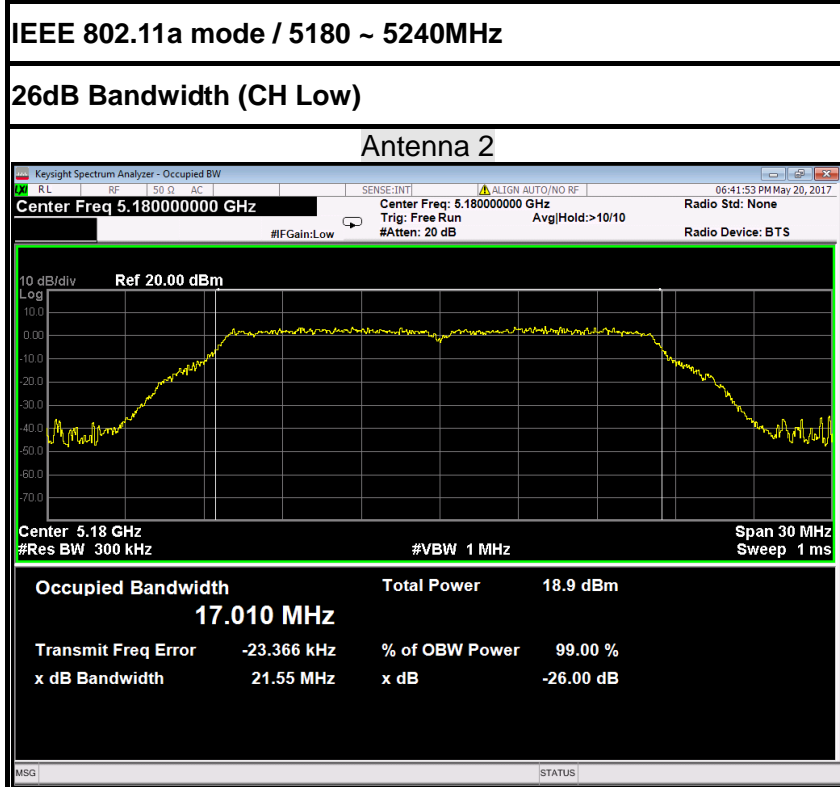 IEEE 802.11a mode / 5180 ~ 5240MHz
26dB Bandwidth (CH Low)
Antenna 2
Keysight Spectrum Analyzer - Occupied BW
LXI RL RF 50 Ω AC SENSE:INT ALIGN AUTO/NO RF 06:41:53 PM May 20, 2017
Center Freq 5.180000000 GHz Center Freq: 5.180000000 GHz Radio Std: None
Trig: Free Run Avg|Hold:>10/10
#IFGain:Low #Atten: 20 dB Radio Device: BTS
10 dB/div Ref 20.00 dBm
Log
10.0
0.00
-10.0
-20.0
-30.0
-40.0
-50.0
-60.0
-70.0
Center 5.18 GHz Span 30 MHz
#Res BW 300 kHz #VBW 1 MHz Sweep 1 ms
Occupied Bandwidth Total Power 18.9 dBm
17.010 MHz
Transmit Freq Error -23.366 kHz % of OBW Power 99.00 %
x dB Bandwidth 21.55 MHz x dB -26.00 dB
MSG STATUS